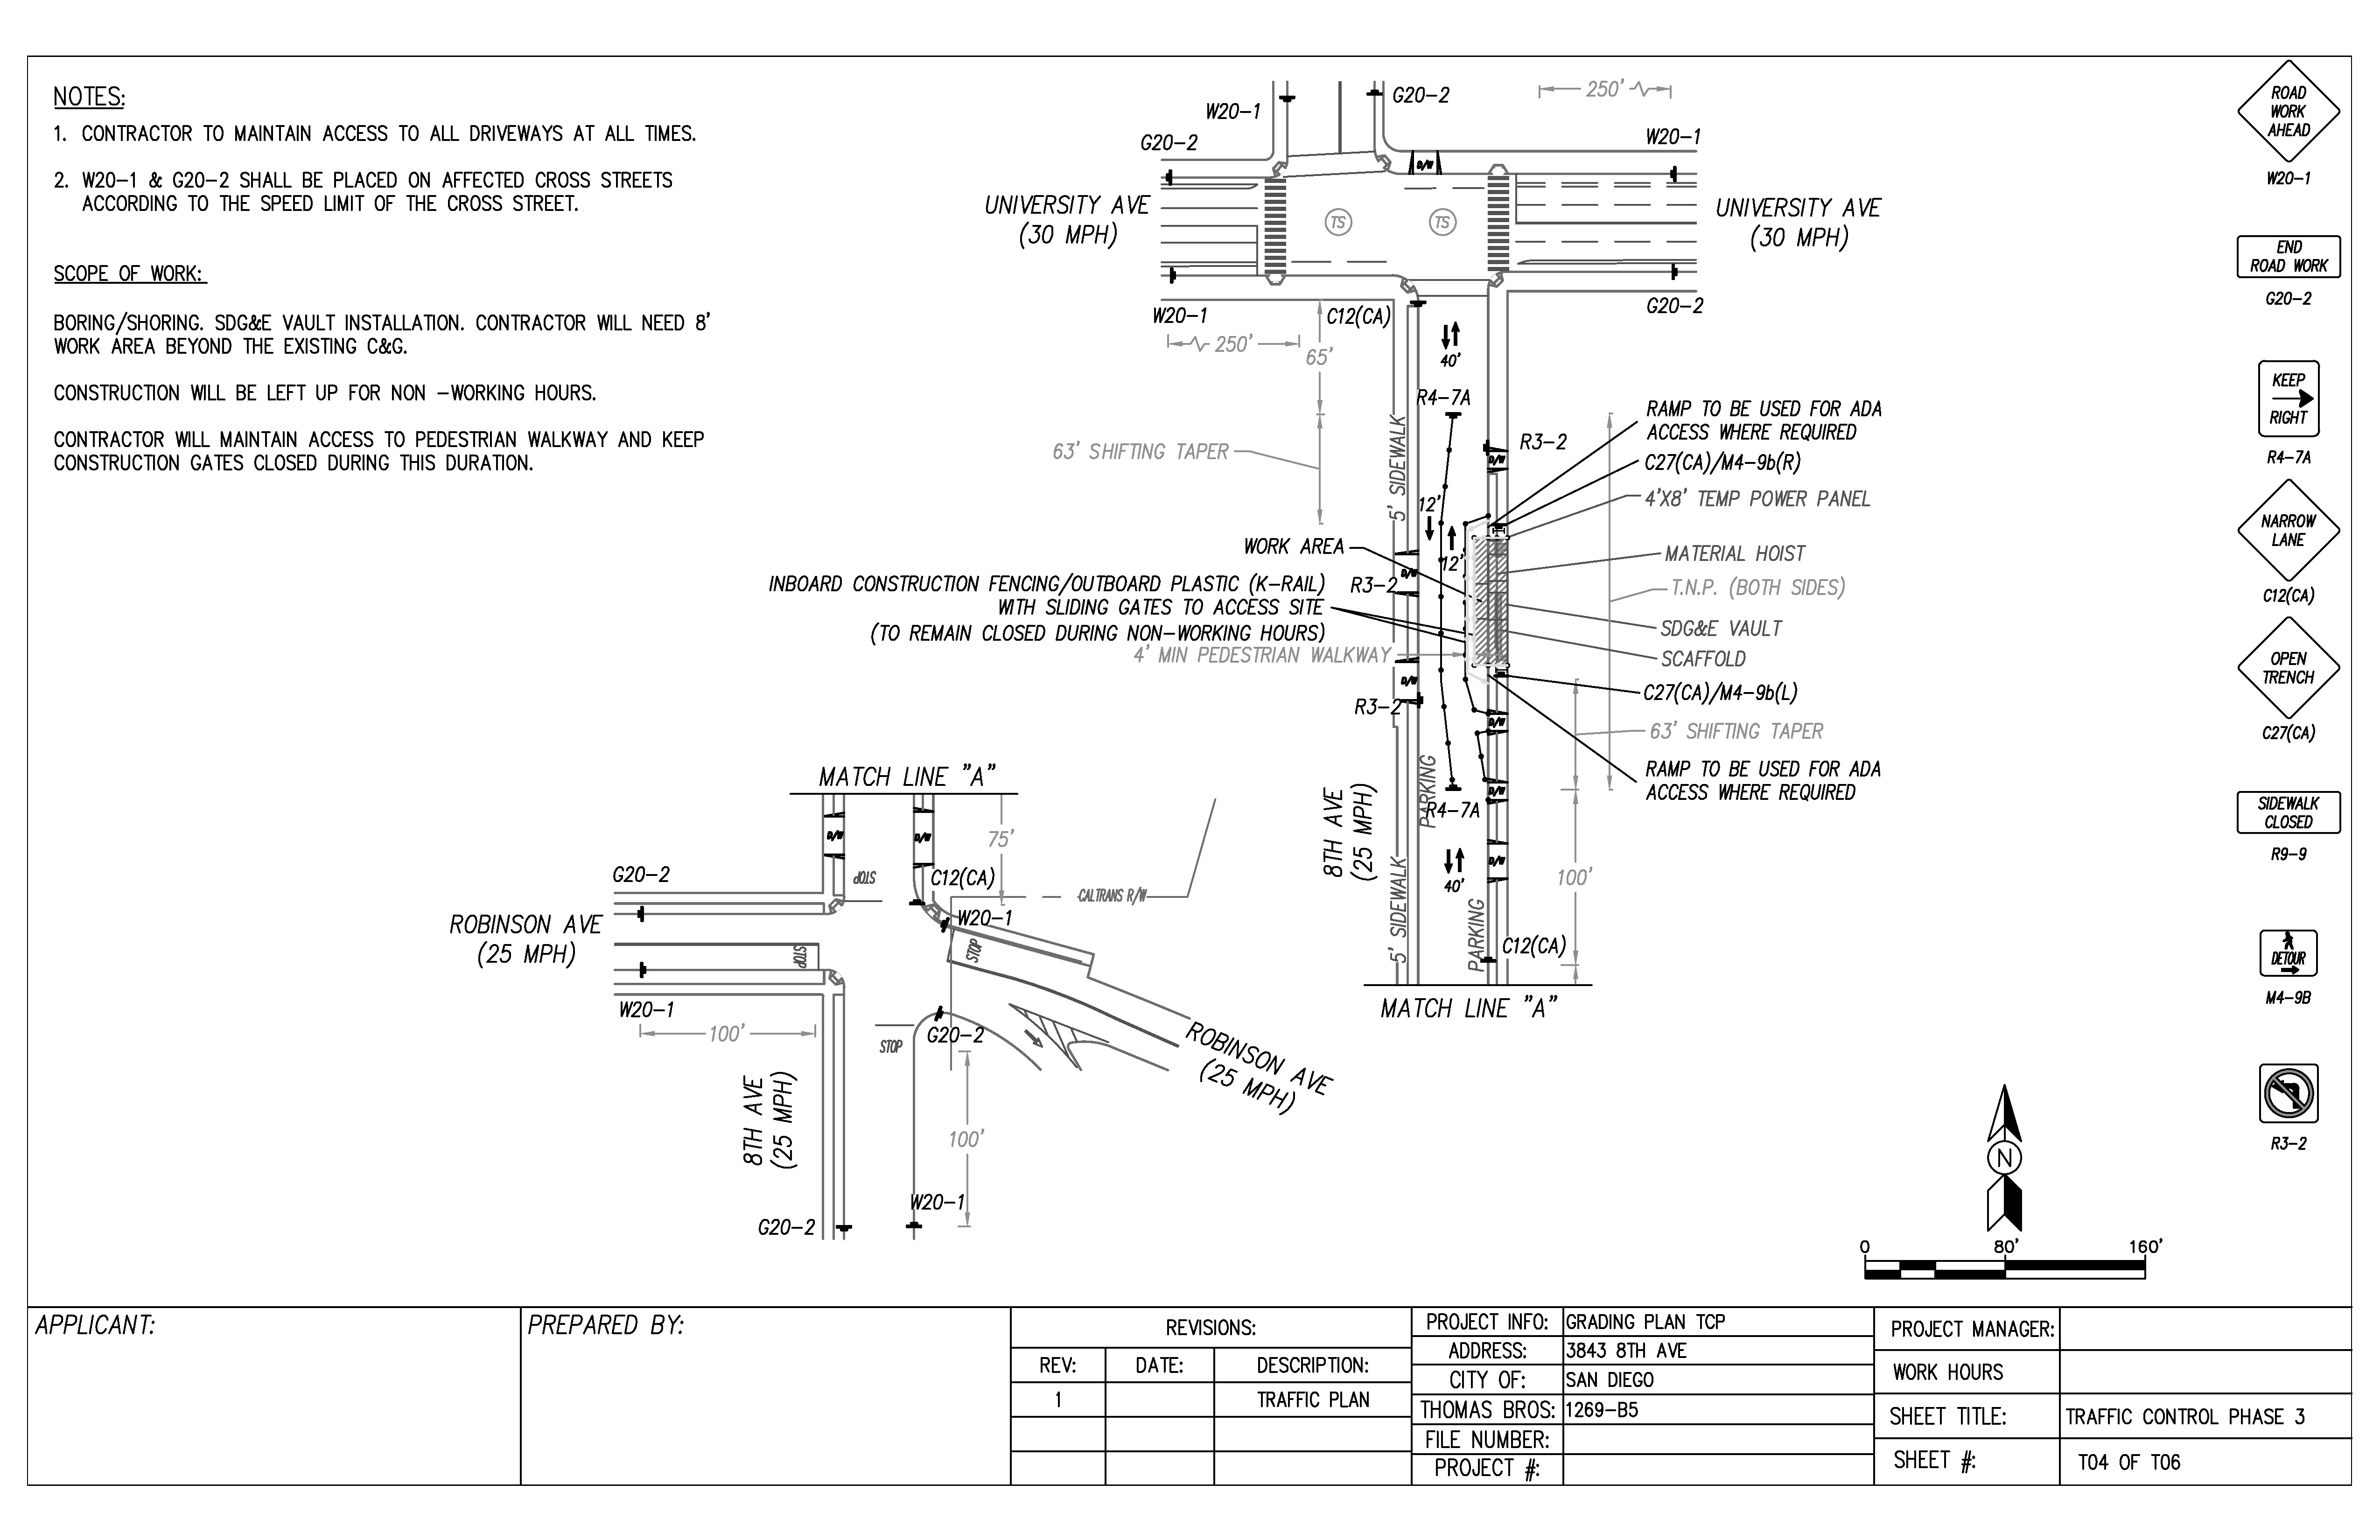 NOTES:
1. CONTRACTOR TO MAINTAIN ACCESS TO ALL DRIVEWAYS AT ALL TIMES.
2. W20-1 & G20-2 SHALL BE PLACED ON AFFECTED CROSS STREETS
ACCORDING TO THE SPEED LIMIT OF THE CROSS STREET.
SCOPE OF WORK:
BORING/SHORING. SDG&E VAULT INSTALLATION. CONTRACTOR WILL NEED 8'
WORK AREA BEYOND THE EXISTING C&G.
CONSTRUCTION WILL BE LEFT UP FOR NON -WORKING HOURS.
CONTRACTOR WILL MAINTAIN ACCESS TO PEDESTRIAN WALKWAY AND KEEP
CONSTRUCTION GATES CLOSED DURING THIS DURATION.
W20-1
G20-2
250'
G20-2
W20-1
D/W
UNIVERSITY AVE
(30 MPH)
TS
TS
UNIVERSITY AVE
(30 MPH)
W20-1
C12(CA)
G20-2
250'
65'
40'
R4-7A
5' SIDEWALK
63' SHIFTING TAPER
R3-2
D/W
RAMP TO BE USED FOR ADA
ACCESS WHERE REQUIRED
C27(CA)/M4-9b(R)
4'X8' TEMP POWER PANEL
12'
12'
WORK AREA
MATERIAL HOIST
INBOARD CONSTRUCTION FENCING/OUTBOARD PLASTIC (K-RAIL)
WITH SLIDING GATES TO ACCESS SITE
(TO REMAIN CLOSED DURING NON-WORKING HOURS)
R3-2
D/W
T.N.P. (BOTH SIDES)
SDG&E VAULT
4' MIN PEDESTRIAN WALKWAY
SCAFFOLD
D/W
C27(CA)/M4-9b(L)
R3-2
D/W
63' SHIFTING TAPER
RAMP TO BE USED FOR ADA
ACCESS WHERE REQUIRED
PARKING
R4-7A
D/W
8TH AVE
(25 MPH)
D/W
40'
100'
5' SIDEWALK
PARKING
C12(CA)
MATCH LINE "A"
MATCH LINE "A"
D/W
D/W
75'
STOP
G20-2
C12(CA)
CALTRANS R/W
W20-1
ROBINSON AVE
(25 MPH)
STOP
STOP
W20-1
100'
STOP
G20-2
ROBINSON AVE
(25 MPH)
8TH AVE
(25 MPH)
100'
W20-1
G20-2
ROAD
WORK
AHEAD
W20-1
END
ROAD WORK
G20-2
KEEP
RIGHT
R4-7A
NARROW
LANE
C12(CA)
OPEN
TRENCH
C27(CA)
SIDEWALK
CLOSED
R9-9
DETOUR
M4-9B
R3-2
N
0 80' 160'
APPLICANT:
PREPARED BY:
REVISIONS:
REV: DATE: DESCRIPTION:
1 TRAFFIC PLAN
PROJECT INFO: GRADING PLAN TCP
ADDRESS: 3843 8TH AVE
CITY OF: SAN DIEGO
THOMAS BROS: 1269-B5
FILE NUMBER:
PROJECT #:
PROJECT MANAGER:
WORK HOURS
SHEET TITLE: TRAFFIC CONTROL PHASE 3
SHEET #: T04 OF T06